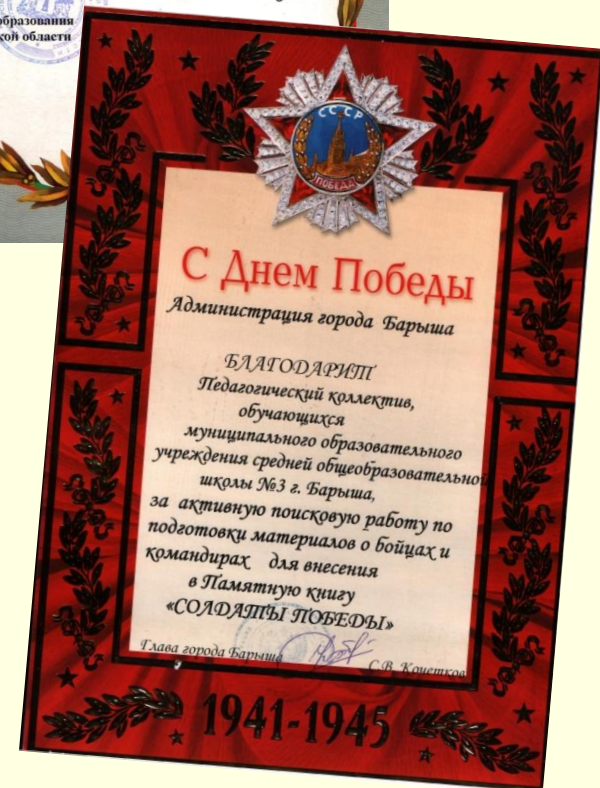 образования
кой области
СССР
ПОБЕДА
С Днем Победы
Администрация города Барыша
БЛАГОДАРИТ
Педагогический коллектив,
обучающихся
муниципального образовательного
учреждения средней общеобразовательной
школы №3 г. Барыша,
за активную поисковую работу по
подготовки материалов о бойцах и
командирах для внесения
в Памятную книгу
«СОЛДАТЫ ПОБЕДЫ»
Глава города Барыша С.В. Кочетков
1941-1945